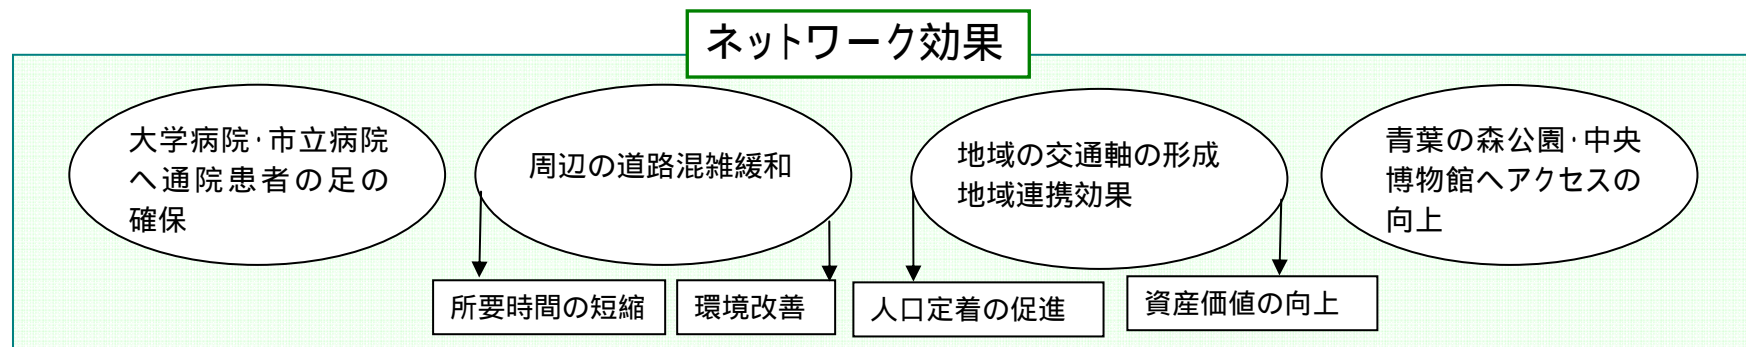 ネットワーク効果
大学病院・市立病院
へ通院患者の足の
確保
周辺の道路混雑緩和
地域の交通軸の形成
地域連携効果
青葉の森公園・中央
博物館へアクセスの
向上
所要時間の短縮
環境改善
人口定着の促進
資産価値の向上